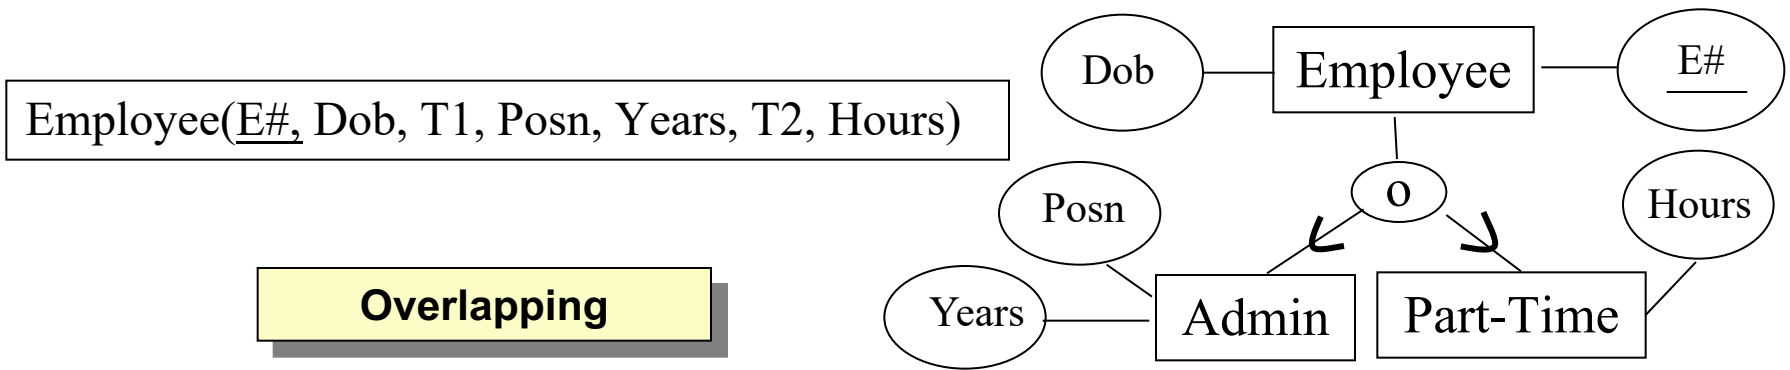 Employee(E#, Dob, T1, Posn, Years, T2, Hours)
Overlapping
Dob
Employee
E#
o
Posn
Hours
Years
Admin
Part-Time